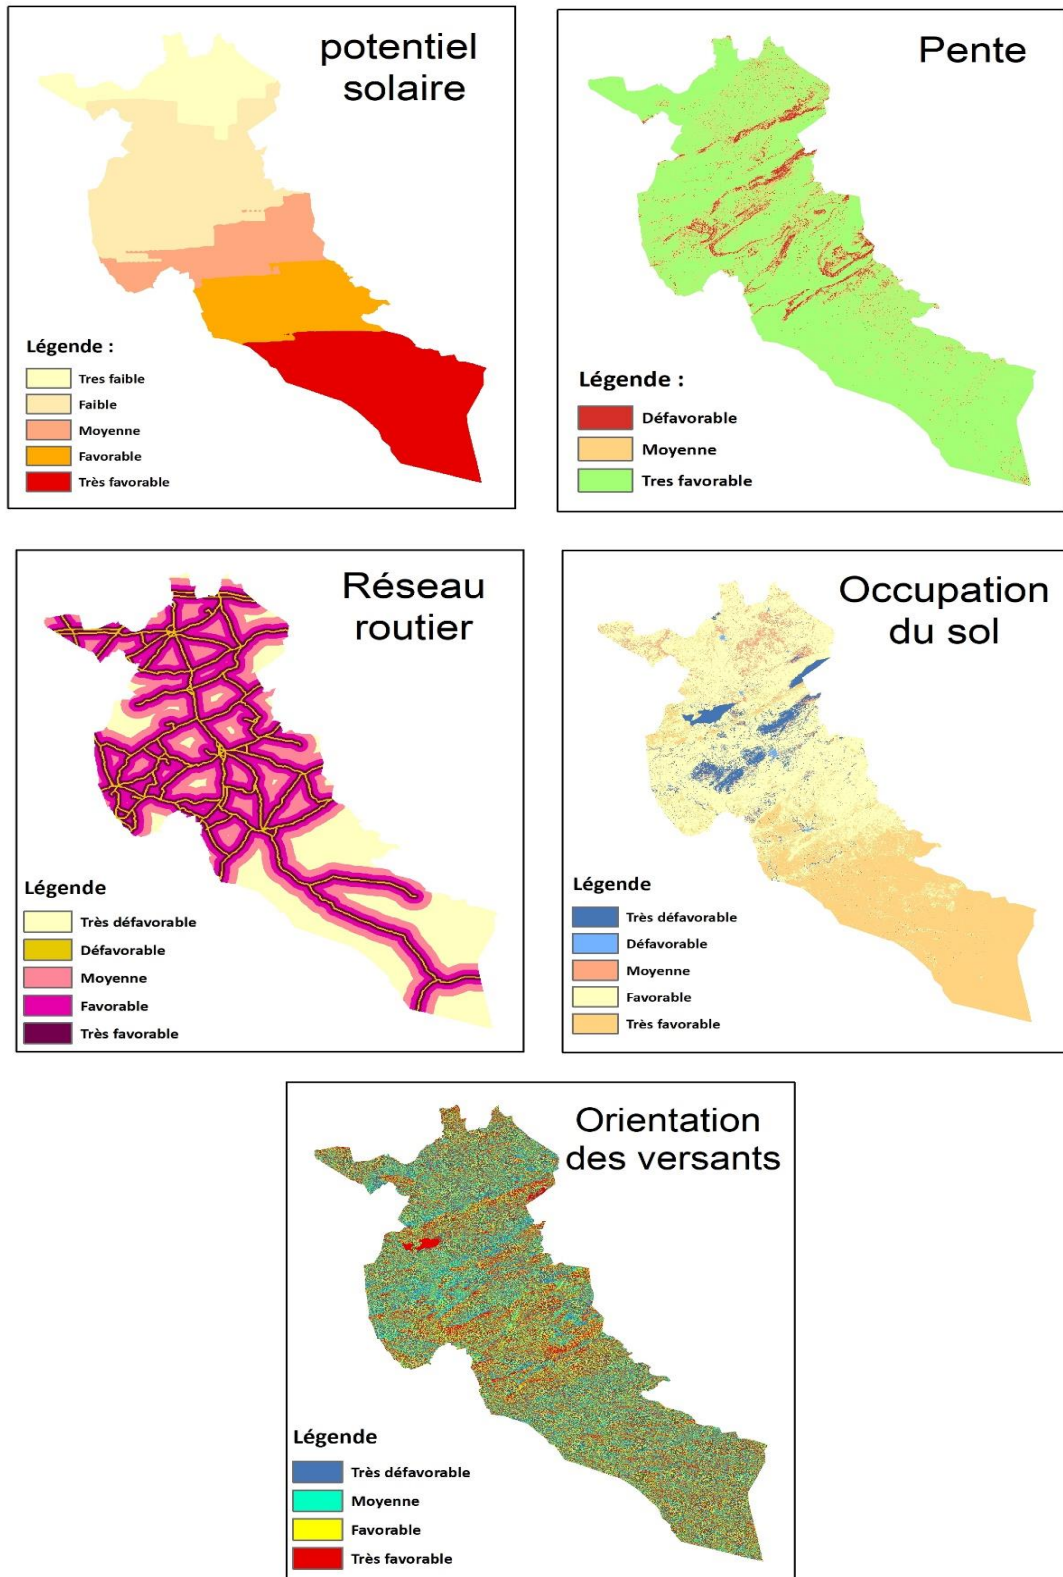 potentiel
solaire
Légende :
Tres faible
Faible
Moyenne
Favorable
Très favorable
Pente
Légende :
Défavorable
Moyenne
Tres favorable
Réseau
routier
Légende
Très défavorable
Défavorable
Moyenne
Favorable
Très favorable
Occupation
du sol
Légende
Très défavorable
Défavorable
Moyenne
Favorable
Très favorable
Orientation
des versants
Légende
Très défavorable
Moyenne
Favorable
Très favorable